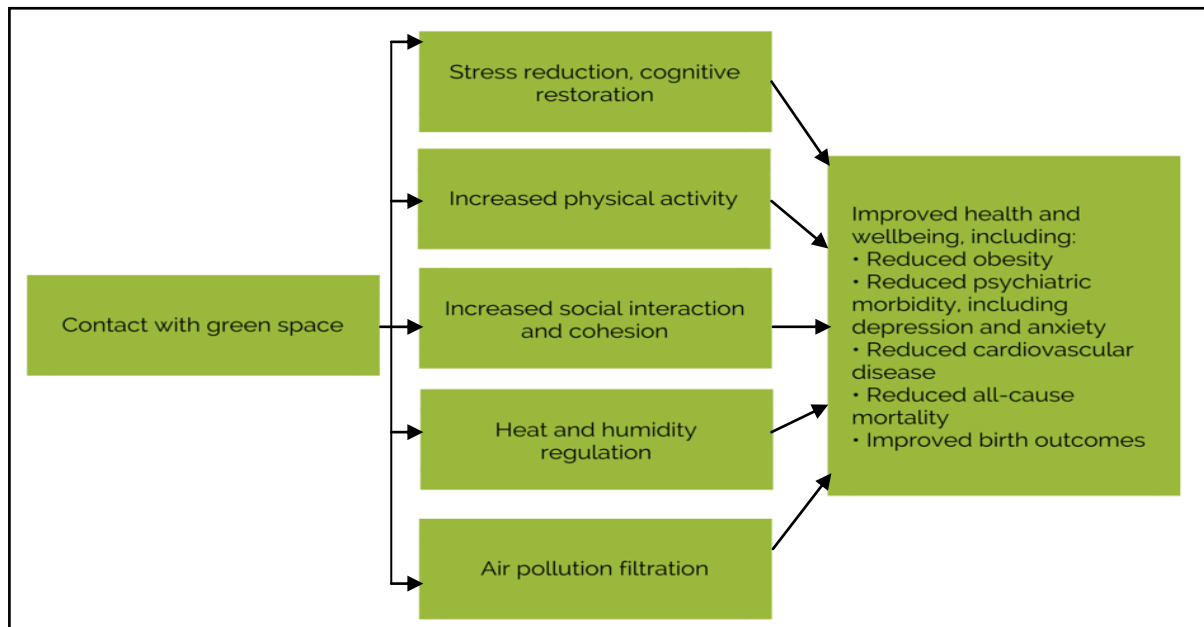 Stress reduction, cognitive
restoration
Increased physical activity
Contact with green space
Increased social interaction
and cohesion
Heat and humidity
regulation
Air pollution filtration
Improved health and
wellbeing, including:
• Reduced obesity
• Reduced psychiatric
morbidity, including
depression and anxiety
• Reduced cardiovascular
disease
• Reduced all-cause
mortality
• Improved birth outcomes